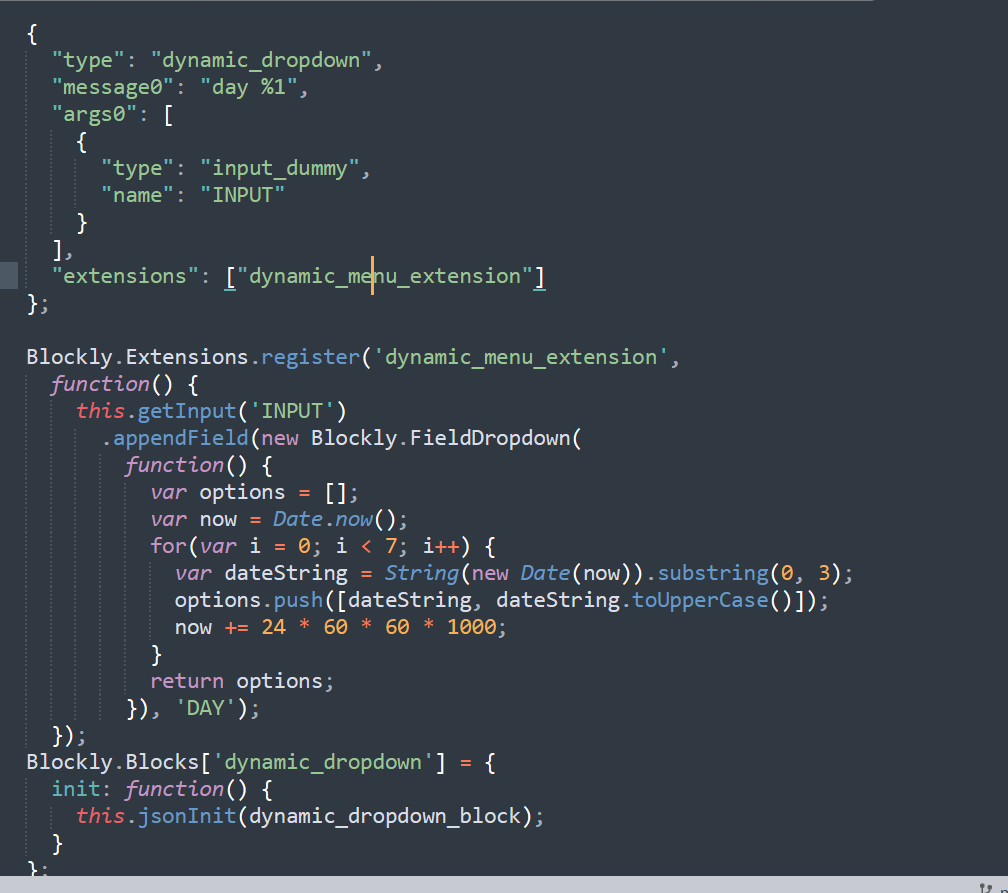 {
  "type": "dynamic_dropdown",
  "message0": "day %1",
  "args0": [
    {
      "type": "input_dummy",
      "name": "INPUT"
    }
  ],
  "extensions": ["dynamic_menu_extension"]
};

Blockly.Extensions.register('dynamic_menu_extension',
  function() {
    this.getInput('INPUT')
      .appendField(new Blockly.FieldDropdown(
        function() {
          var options = [];
          var now = Date.now();
          for(var i = 0; i < 7; i++) {
            var dateString = String(new Date(now)).substring(0, 3);
            options.push([dateString, dateString.toUpperCase()]);
            now += 24 * 60 * 60 * 1000;
          }
          return options;
        }), 'DAY');
  });
Blockly.Blocks['dynamic_dropdown'] = {
  init: function() {
    this.jsonInit(dynamic_dropdown_block);
  }
};